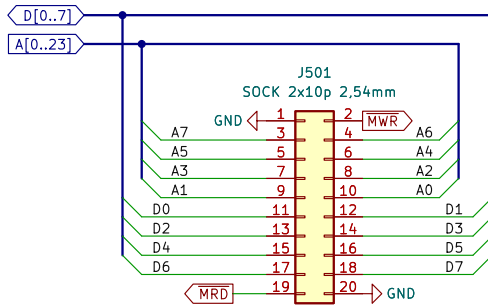 D[0..7]
A[0..23]
J501
SOCK 2x10p 2,54mm
GND 1 2 MWR
A7 3 4 A6
A5 5 6 A4
A3 7 8 A2
A1 9 10 A0
D0 11 12 D1
D2 13 14 D3
D4 15 16 D5
D6 17 18 D7
MRD 19 20 GND